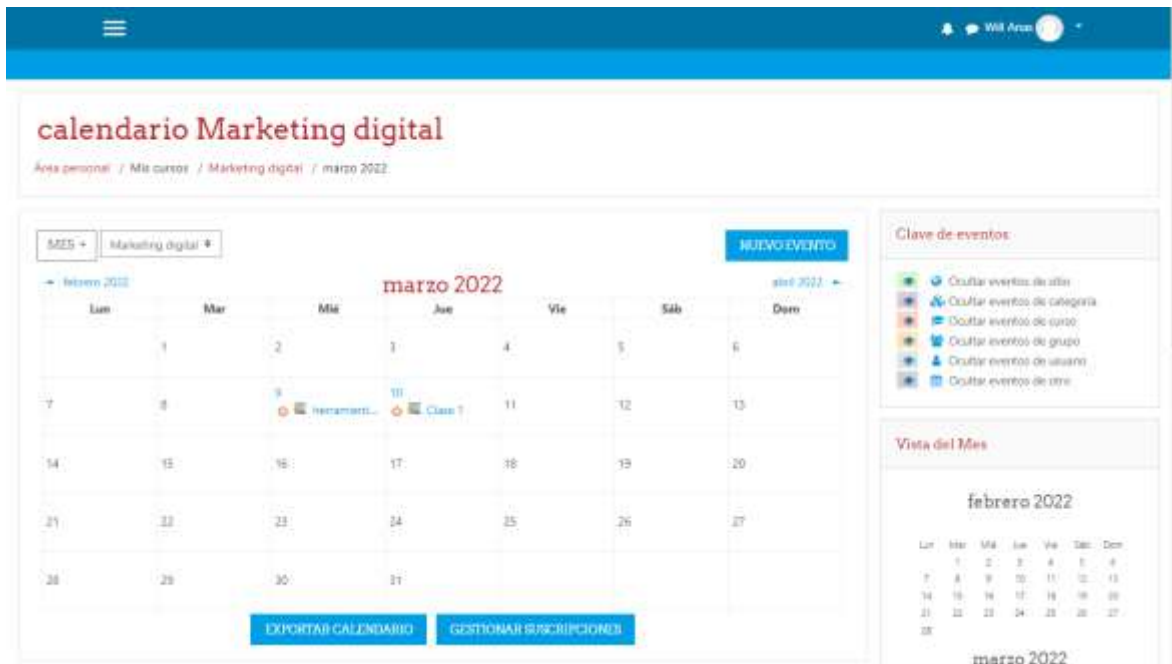 Will Arias
calendario Marketing digital
Área personal / Mis cursos / Marketing digital / marzo 2022
MES
Marketing digital
NUEVO EVENTO
febrero 2022
marzo 2022
abril 2022
Lun Mar Mié Jue Vie Sáb Dom
1 2 3 4 5 6
7 8 9 10 11 12 13
herramient... Clase 1
14 15 16 17 18 19 20
21 22 23 24 25 26 27
28 29 30 31
EXPORTAR CALENDARIO GESTIONAR SUSCRIPCIONES
Clave de eventos
Ocultar eventos de sitio
Ocultar eventos de categoría
Ocultar eventos de curso
Ocultar eventos de grupo
Ocultar eventos de usuario
Ocultar eventos de otro
Vista del Mes
febrero 2022
Lun Mar Mié Jue Vie Sáb Dom
1 2 3 4 5 6
7 8 9 10 11 12 13
14 15 16 17 18 19 20
21 22 23 24 25 26 27
28
marzo 2022